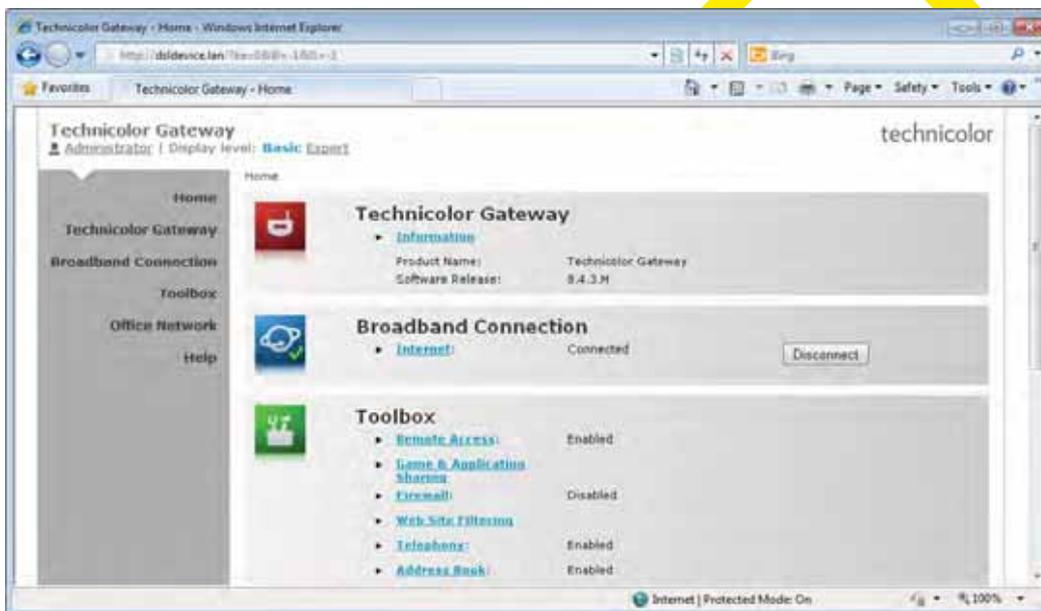 Technicolor Gateway - Home - Windows Internet Explorer
http://dsldevice.lan/
Bing
Favorites Technicolor Gateway - Home Page Safety Tools
Technicolor Gateway technicolor
Administrator | Display level: Basic Expert
Home
Home
Technicolor Gateway
Broadband Connection
Toolbox
Office Network
Help
Technicolor Gateway
Information
Product Name: Technicolor Gateway
Software Release: 8.4.3.M
Broadband Connection
Internet: Connected Disconnect
Toolbox
Remote Access: Enabled
Game & Application Sharing
Firewall: Disabled
Web Site Filtering
Telephony: Enabled
Address Book: Enabled
Internet | Protected Mode: On 100%